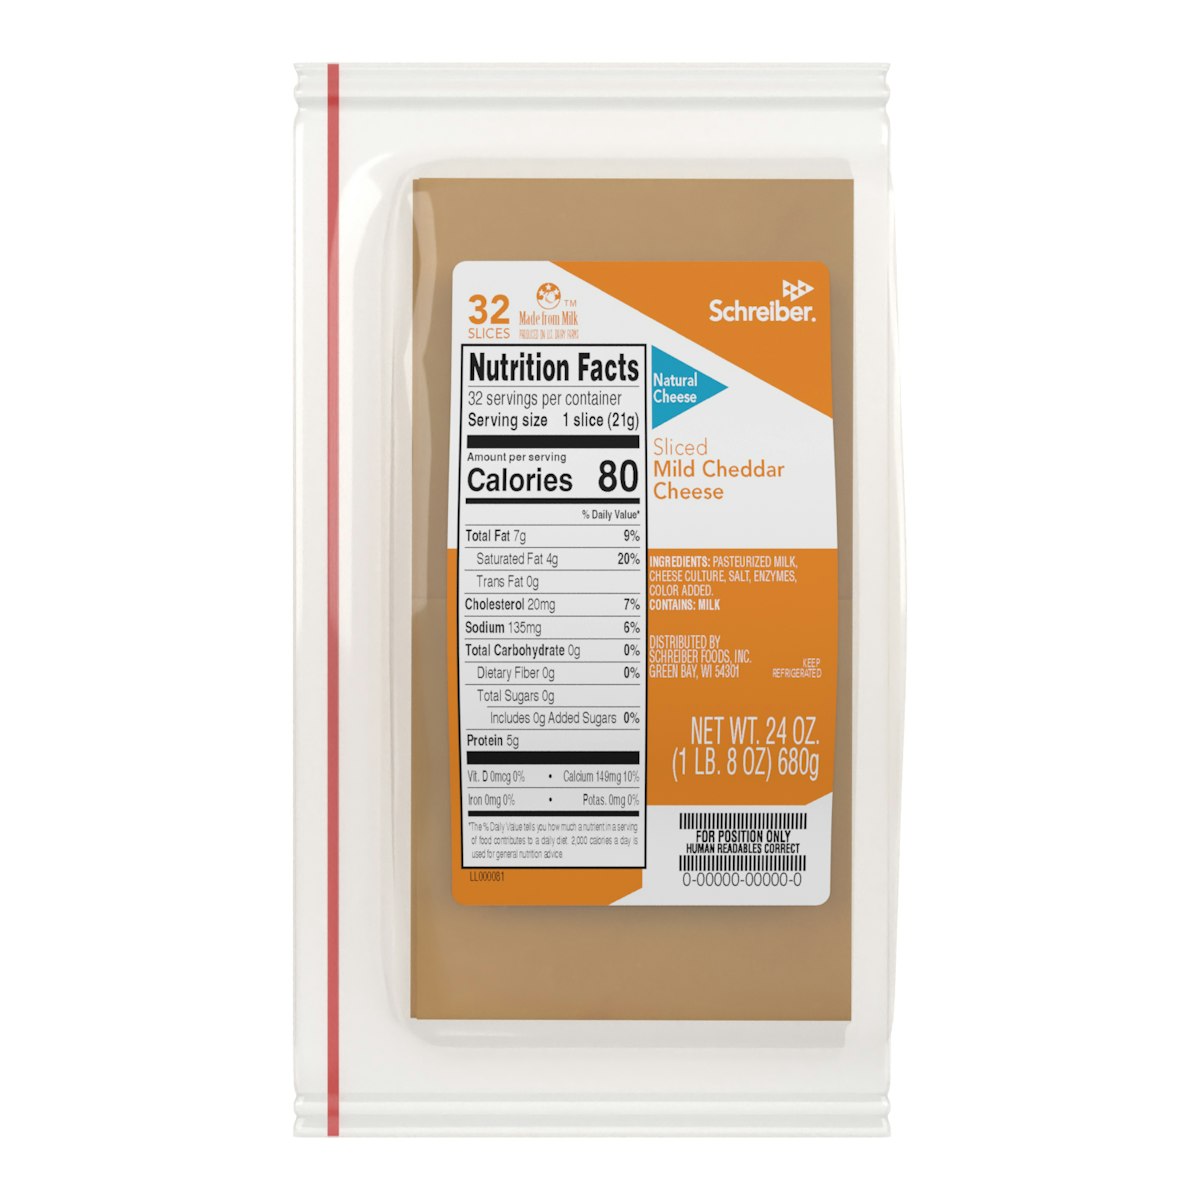 32
SLICES
Made from Milk
TM
PRODUCED IN U.S. DAIRY FARMS
Schreiber.
Nutrition Facts
32 servings per container
Serving size 1 slice (21g)
Amount per serving
Calories 80
% Daily Value*
Total Fat 7g 9%
Saturated Fat 4g 20%
Trans Fat 0g
Cholesterol 20mg 7%
Sodium 135mg 6%
Total Carbohydrate 0g 0%
Dietary Fiber 0g 0%
Total Sugars 0g
Includes 0g Added Sugars 0%
Protein 5g
Vit. D 0mcg 0% • Calcium 149mg 10%
Iron 0mg 0% • Potas. 0mg 0%
*The % Daily Value tells you how much a nutrient in a serving
of food contributes to a daily diet. 2,000 calories a day is
used for general nutrition advice.
LL000081
Natural
Cheese
Sliced
Mild Cheddar
Cheese
INGREDIENTS: PASTEURIZED MILK,
CHEESE CULTURE, SALT, ENZYMES,
COLOR ADDED.
CONTAINS: MILK
DISTRIBUTED BY
SCHREIBER FOODS, INC.
GREEN BAY, WI 54301
KEEP
REFRIGERATED
NET WT. 24 OZ.
(1 LB. 8 OZ) 680g
FOR POSITION ONLY
HUMAN READABLES CORRECT
0-00000-00000-0